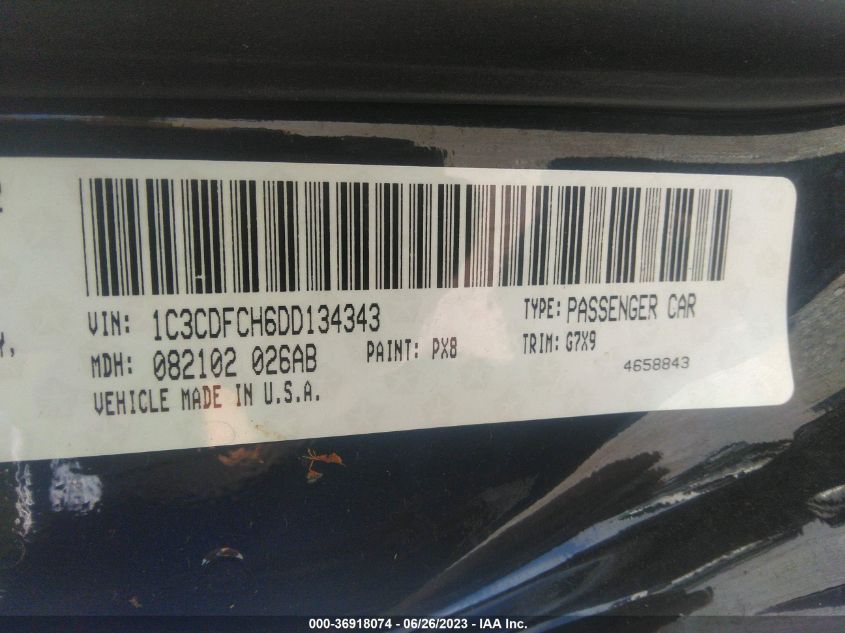 VIN: 1C3CDFCH6DD134343
TYPE: PASSENGER CAR
MDH: 082102 026AB
PAINT: PX8
TRIM: G7X9
VEHICLE MADE IN U.S.A.
4658843
000-36918074 - 06/26/2023 - IAA Inc.